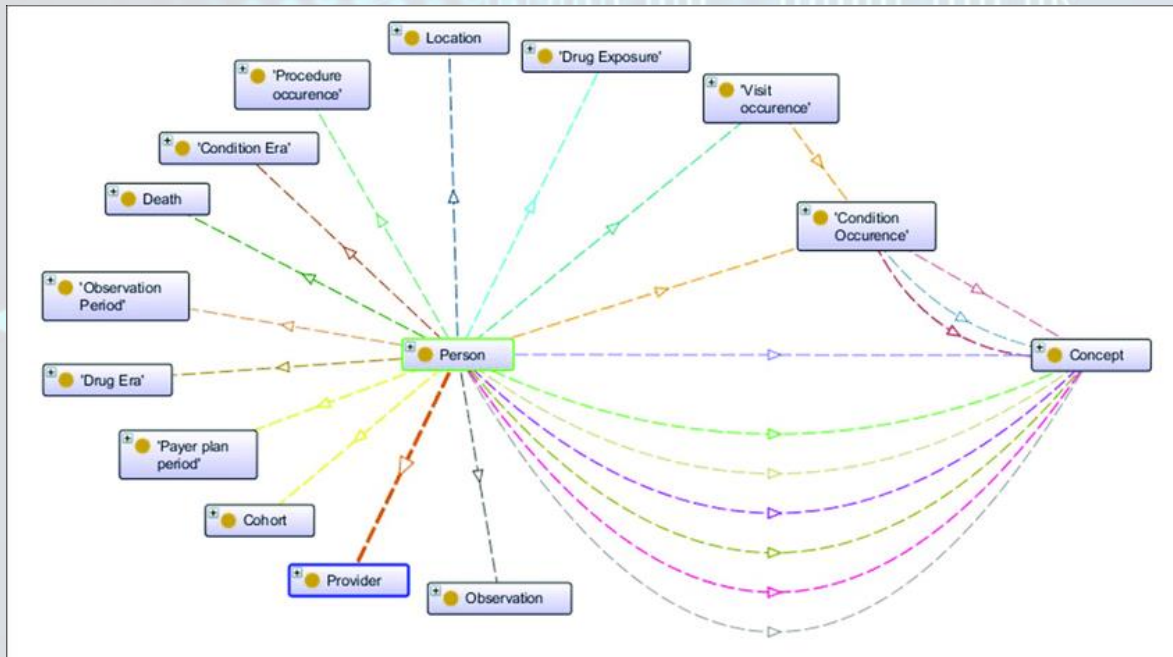 Location
'Drug Exposure'
'Procedure
occurence'
'Visit
occurence'
'Condition Era'
Death
'Condition
Occurence'
'Observation
Period'
Person
Concept
'Drug Era'
'Payer plan
period'
Cohort
Provider
Observation